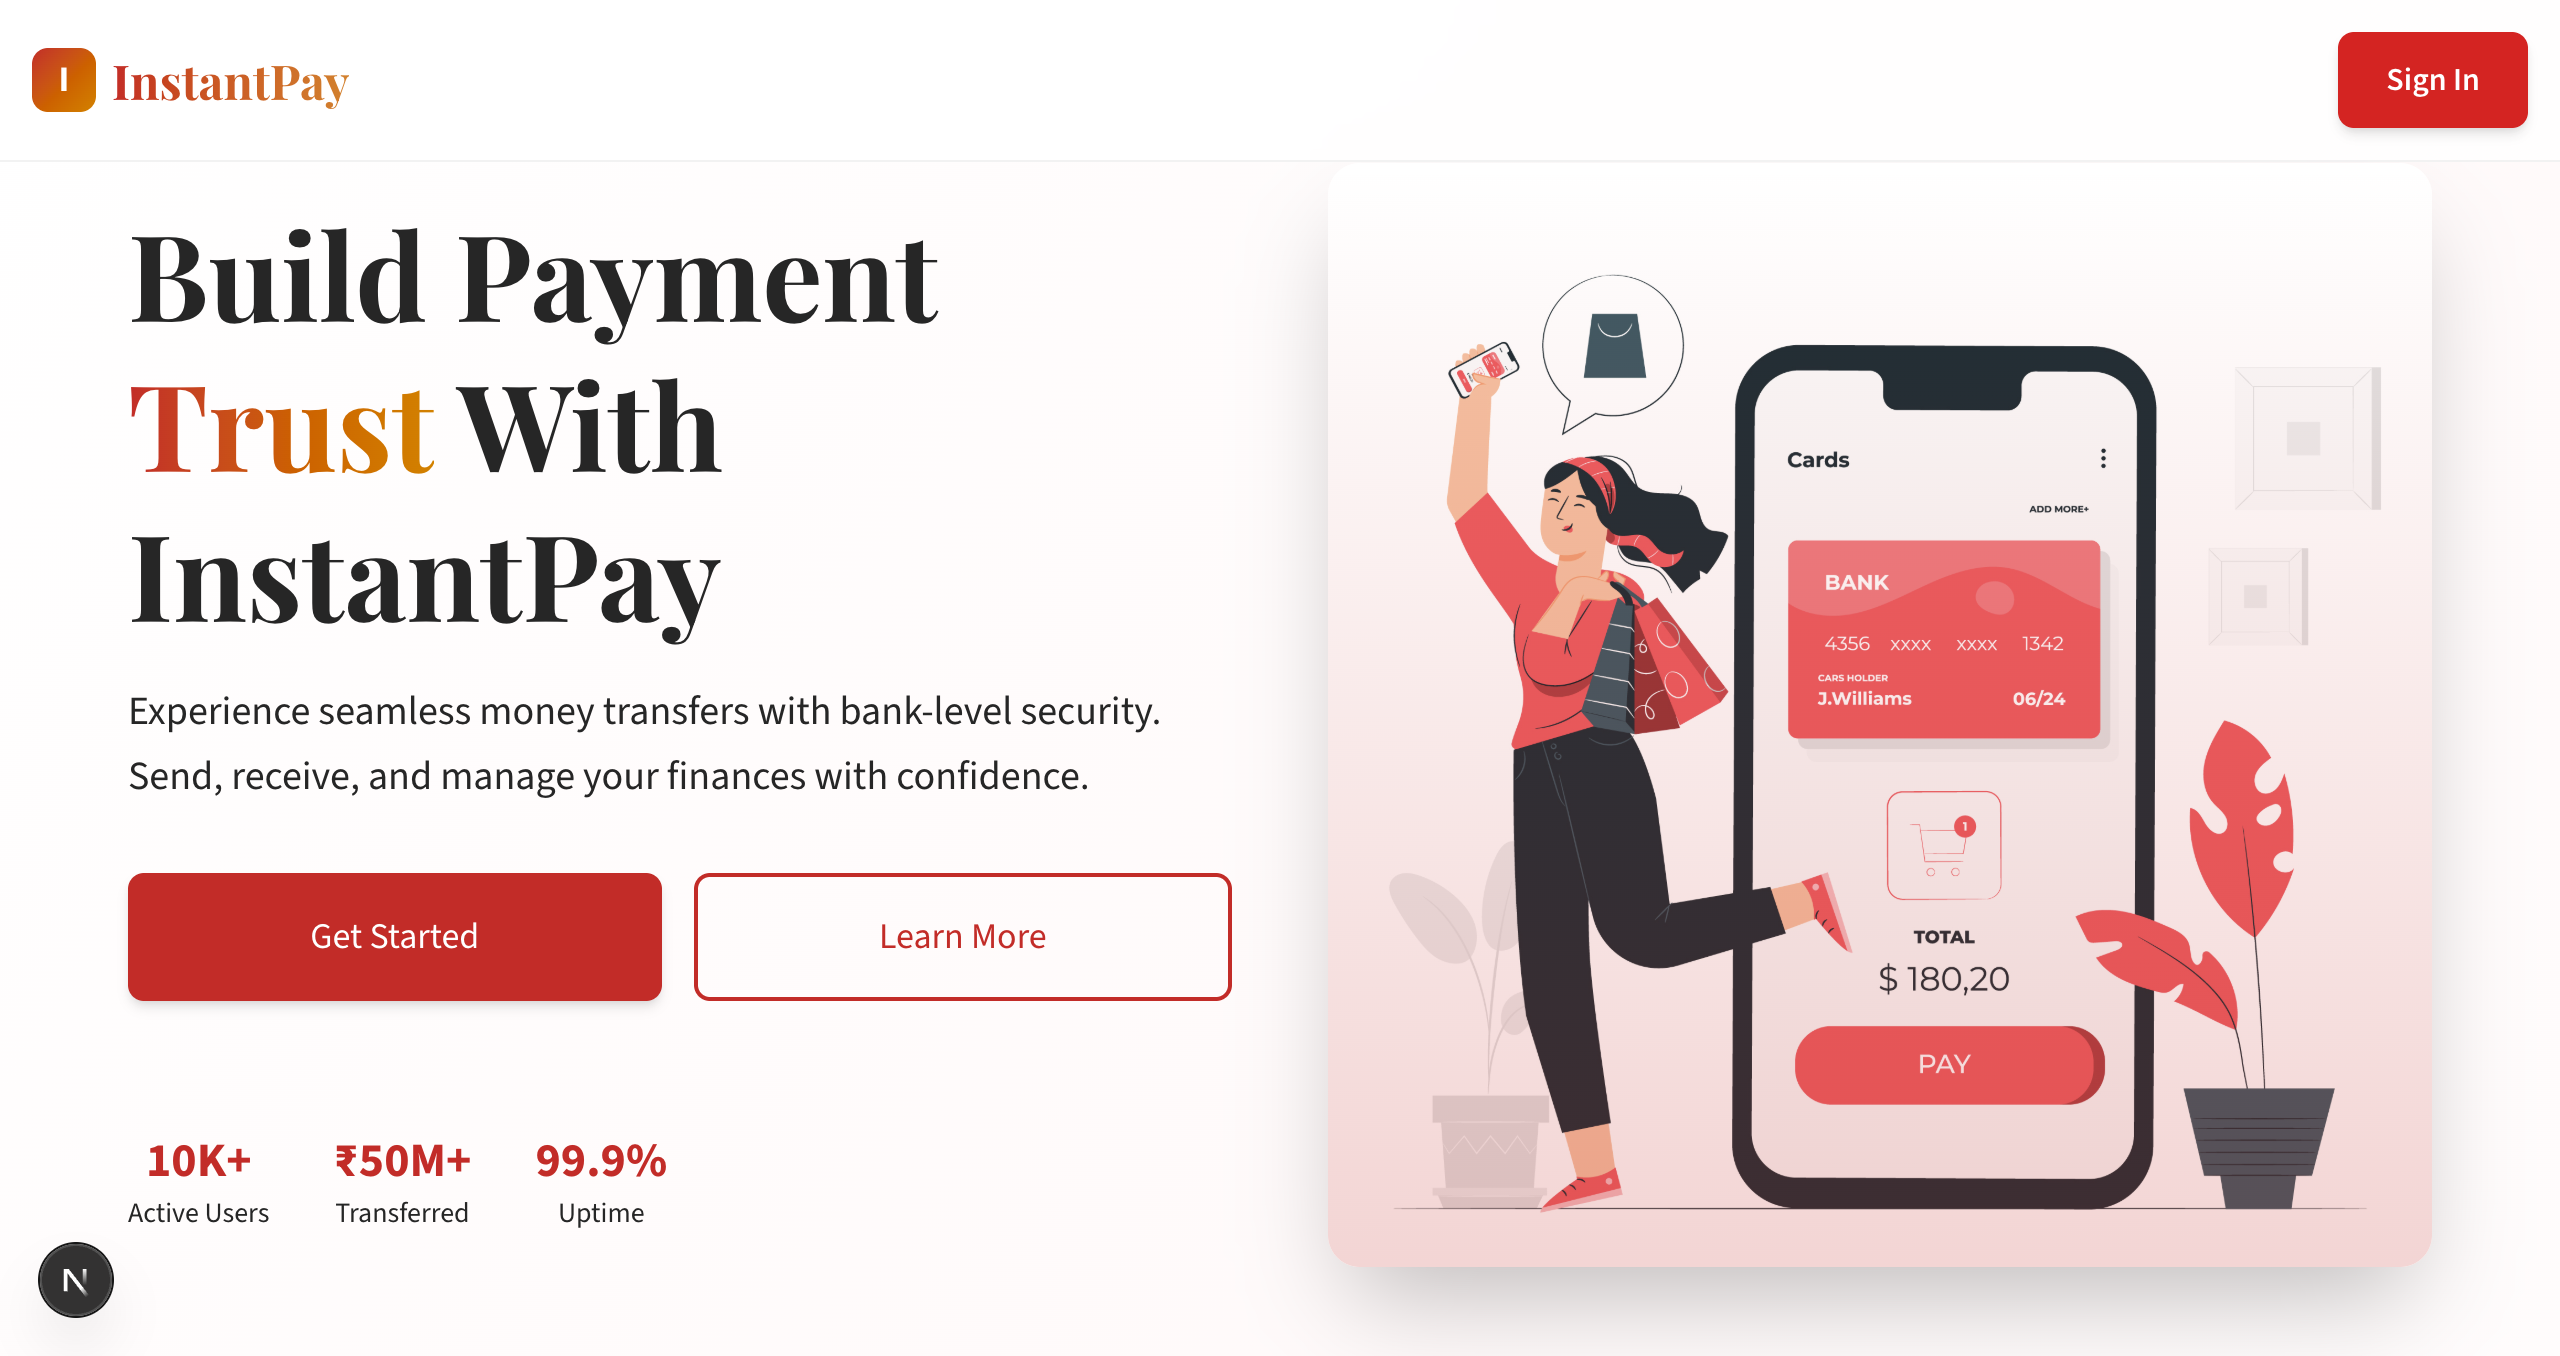 I InstantPay
Sign In
Build Payment
Trust With
InstantPay
Experience seamless money transfers with bank-level security.
Send, receive, and manage your finances with confidence.
Get Started
Learn More
10K+ ₹50M+ 99.9%
Active Users Transferred Uptime
N
Cards
ADD MORE+
BANK
4356 xxxx xxxx 1342
CARS HOLDER
J.Williams 06/24
1
TOTAL
$ 180,20
PAY